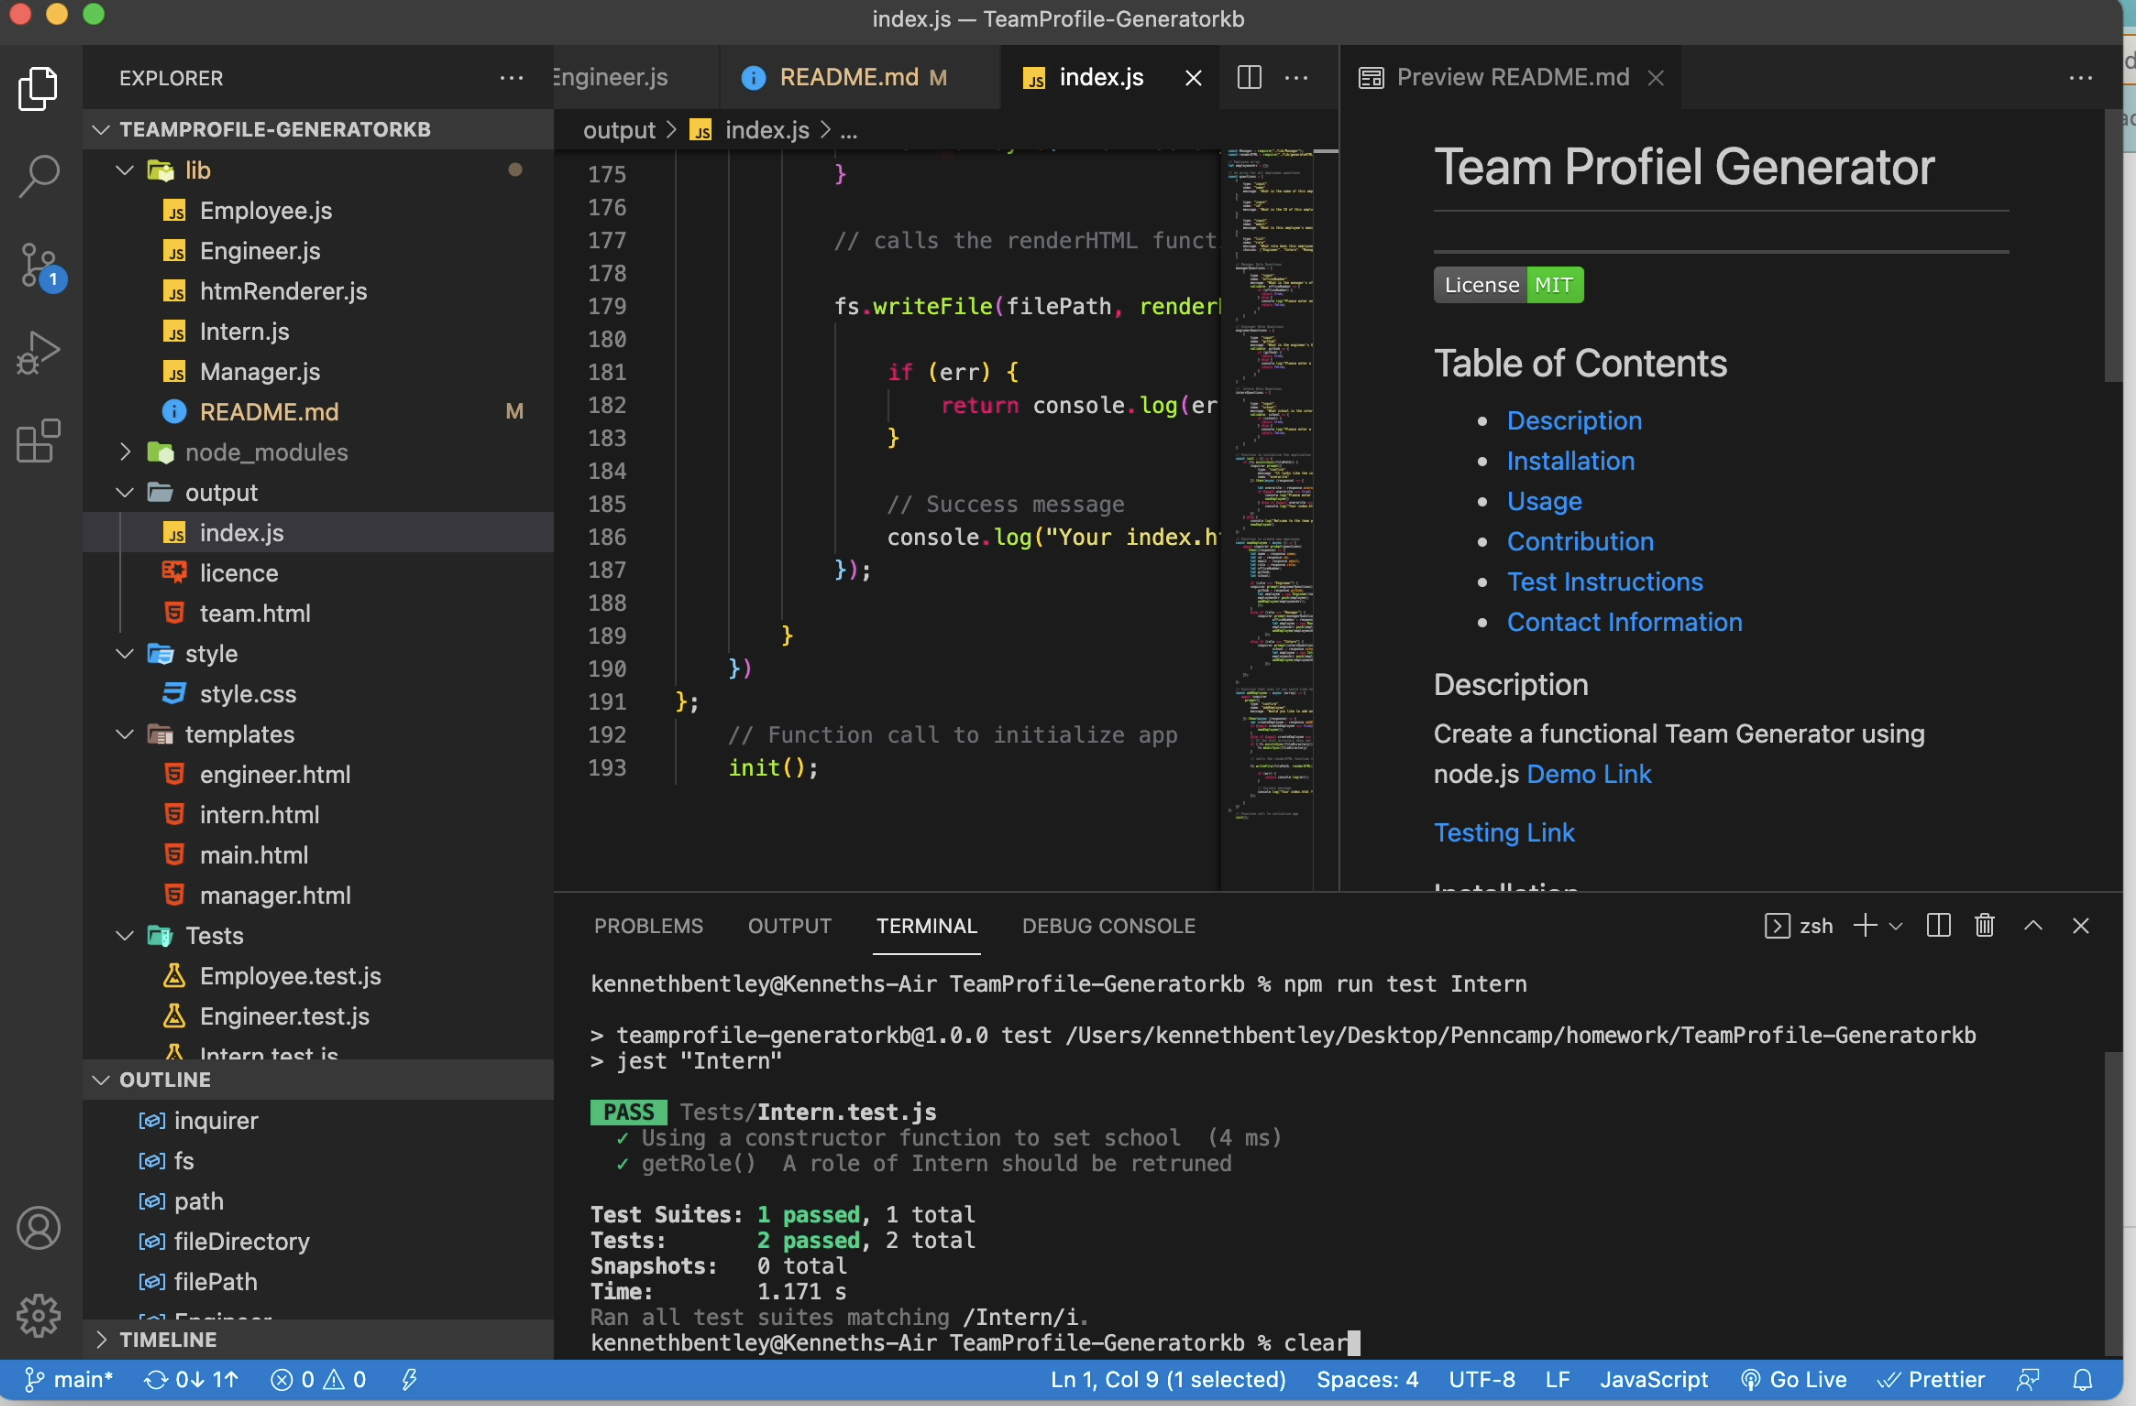 index.js — TeamProfile-Generatorkb
EXPLORER
TEAMPROFILE-GENERATORKB
lib
Employee.js
Engineer.js
htmRenderer.js
Intern.js
Manager.js
README.md M
node_modules
output
index.js
licence
team.html
style
style.css
templates
engineer.html
intern.html
main.html
manager.html
Tests
Employee.test.js
Engineer.test.js
Intern.test.js
OUTLINE
inquirer
fs
path
fileDirectory
filePath
Engineer
TIMELINE
1
Engineer.js
README.md M
index.js
output > index.js > ...
175 }
176
177 // calls the renderHTML funct
178
179 fs.writeFile(filePath, render
180
181 if (err) {
182 return console.log(er
183 }
184
185 // Success message
186 console.log("Your index.h
187 });
188
189 }
190 })
191 };
192 // Function call to initialize app
193 init();
Preview README.md
Team Profiel Generator
License MIT
Table of Contents
Description
Installation
Usage
Contribution
Test Instructions
Contact Information
Description
Create a functional Team Generator using
node.js Demo Link
Testing Link
Installation
PROBLEMS OUTPUT TERMINAL DEBUG CONSOLE
zsh
kennethbentley@Kenneths-Air TeamProfile-Generatorkb % npm run test Intern
> teamprofile-generatorkb@1.0.0 test /Users/kennethbentley/Desktop/Penncamp/homework/TeamProfile-Generatorkb
> jest "Intern"
PASS Tests/Intern.test.js
✓ Using a constructor function to set school (4 ms)
✓ getRole() A role of Intern should be retruned
Test Suites: 1 passed, 1 total
Tests: 2 passed, 2 total
Snapshots: 0 total
Time: 1.171 s
Ran all test suites matching /Intern/i.
kennethbentley@Kenneths-Air TeamProfile-Generatorkb % clear
main* 0↓ 1↑ 0 0
Ln 1, Col 9 (1 selected) Spaces: 4 UTF-8 LF JavaScript Go Live Prettier